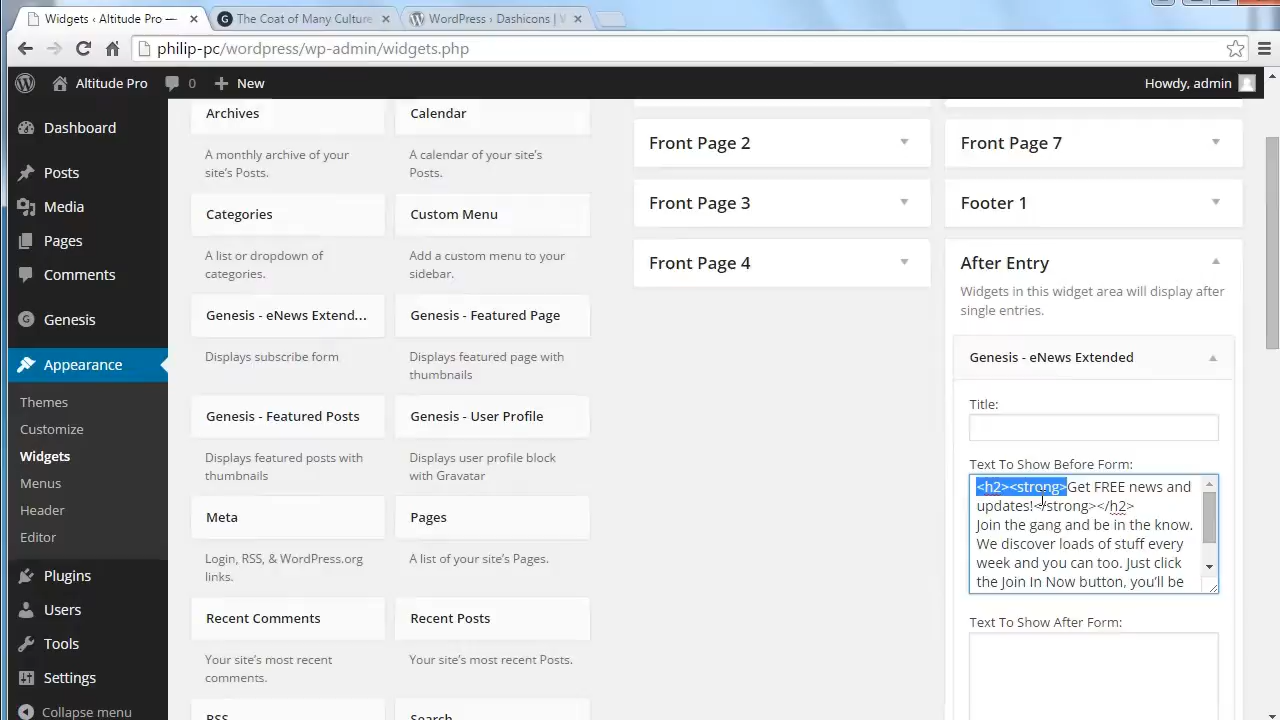 Widgets ‹ Altitude Pro —
The Coat of Many Culture
WordPress › Dashicons | W
philip-pc/wordpress/wp-admin/widgets.php
Altitude Pro
0
New
Howdy, admin
Dashboard
Posts
Media
Pages
Comments
Genesis
Appearance
Themes
Customize
Widgets
Menus
Header
Editor
Plugins
Users
Tools
Settings
Collapse menu
Archives
A monthly archive of your
site's Posts.
Calendar
A calendar of your site's
Posts.
Categories
A list or dropdown of
categories.
Custom Menu
Add a custom menu to your
sidebar.
Genesis - eNews Extend...
Displays subscribe form
Genesis - Featured Page
Displays featured page with
thumbnails
Genesis - Featured Posts
Displays featured posts with
thumbnails
Genesis - User Profile
Displays user profile block
with Gravatar
Meta
Login, RSS, & WordPress.org
links.
Pages
A list of your site's Pages.
Recent Comments
Your site's most recent
comments.
Recent Posts
Your site's most recent Posts.
RSS
Search
Front Page 2
Front Page 3
Front Page 4
Front Page 7
Footer 1
After Entry
Widgets in this widget area will display after
single entries.
Genesis - eNews Extended
Title:
Text To Show Before Form:
<h2><strong>Get FREE news and
updates!</strong></h2>
Join the gang and be in the know.
We discover loads of stuff every
week and you can too. Just click
the Join In Now button, you'll be
Text To Show After Form: